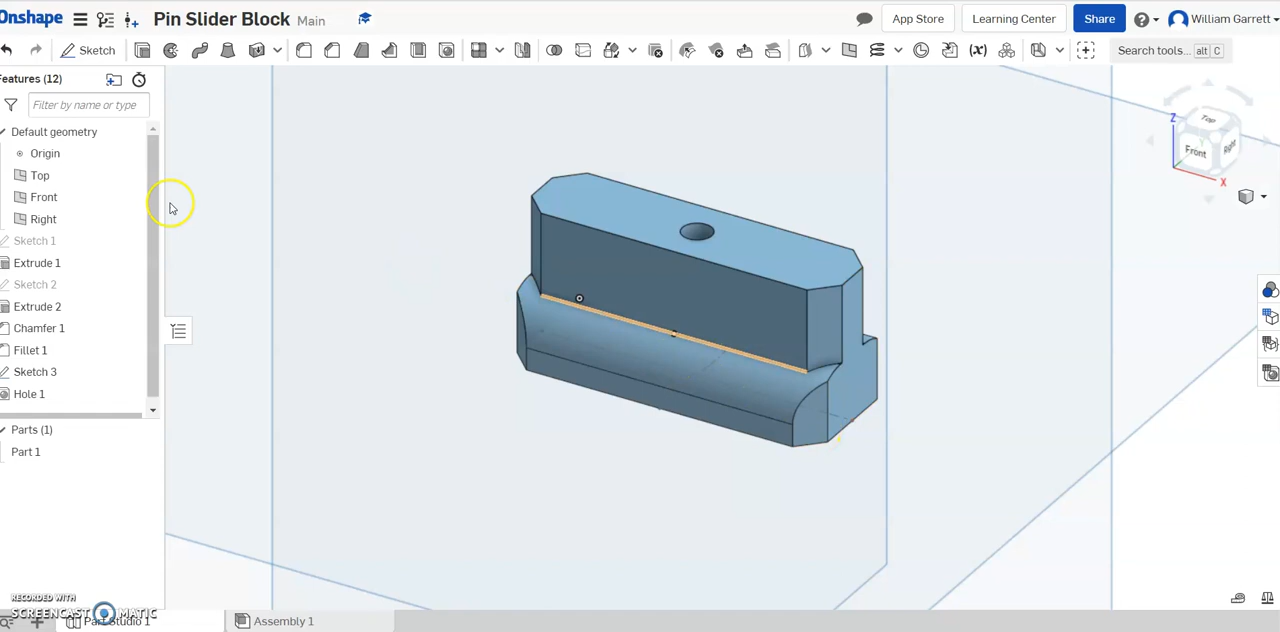 Onshape Pin Slider Block Main App Store Learning Center Share William Garrett
Sketch Search tools... alt C
Features (12)
Filter by name or type
Default geometry
Origin
Top
Front
Right
Sketch 1
Extrude 1
Sketch 2
Extrude 2
Chamfer 1
Fillet 1
Sketch 3
Hole 1
Parts (1)
Part 1
Top
Front
Right
Z
Y
X
RECORDED WITH
SCREENCAST MATIC
Part Studio 1 Assembly 1